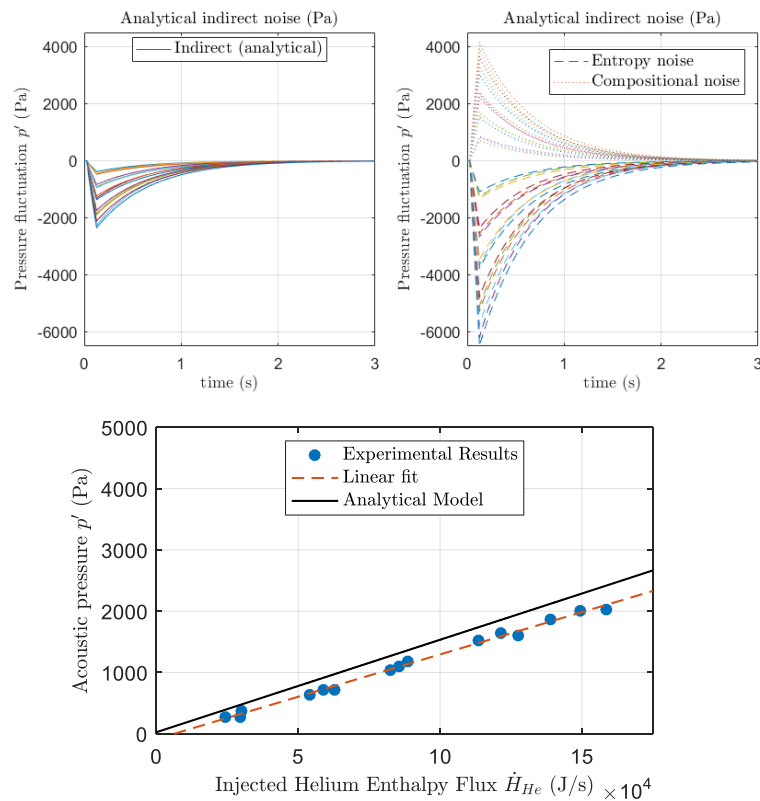 Analytical indirect noise (Pa)
Indirect (analytical)
Pressure fluctuation p′ (Pa)
4000
2000
0
-2000
-4000
-6000
0 1 2 3
time (s)
Analytical indirect noise (Pa)
Entropy noise
Compositional noise
Pressure fluctuation p′ (Pa)
4000
2000
0
-2000
-4000
-6000
0 1 2 3
time (s)
Experimental Results
Linear fit
Analytical Model
Acoustic pressure p′ (Pa)
5000
4000
3000
2000
1000
0
0 5 10 15
Injected Helium Enthalpy Flux Ḣ_He (J/s) ×10⁴